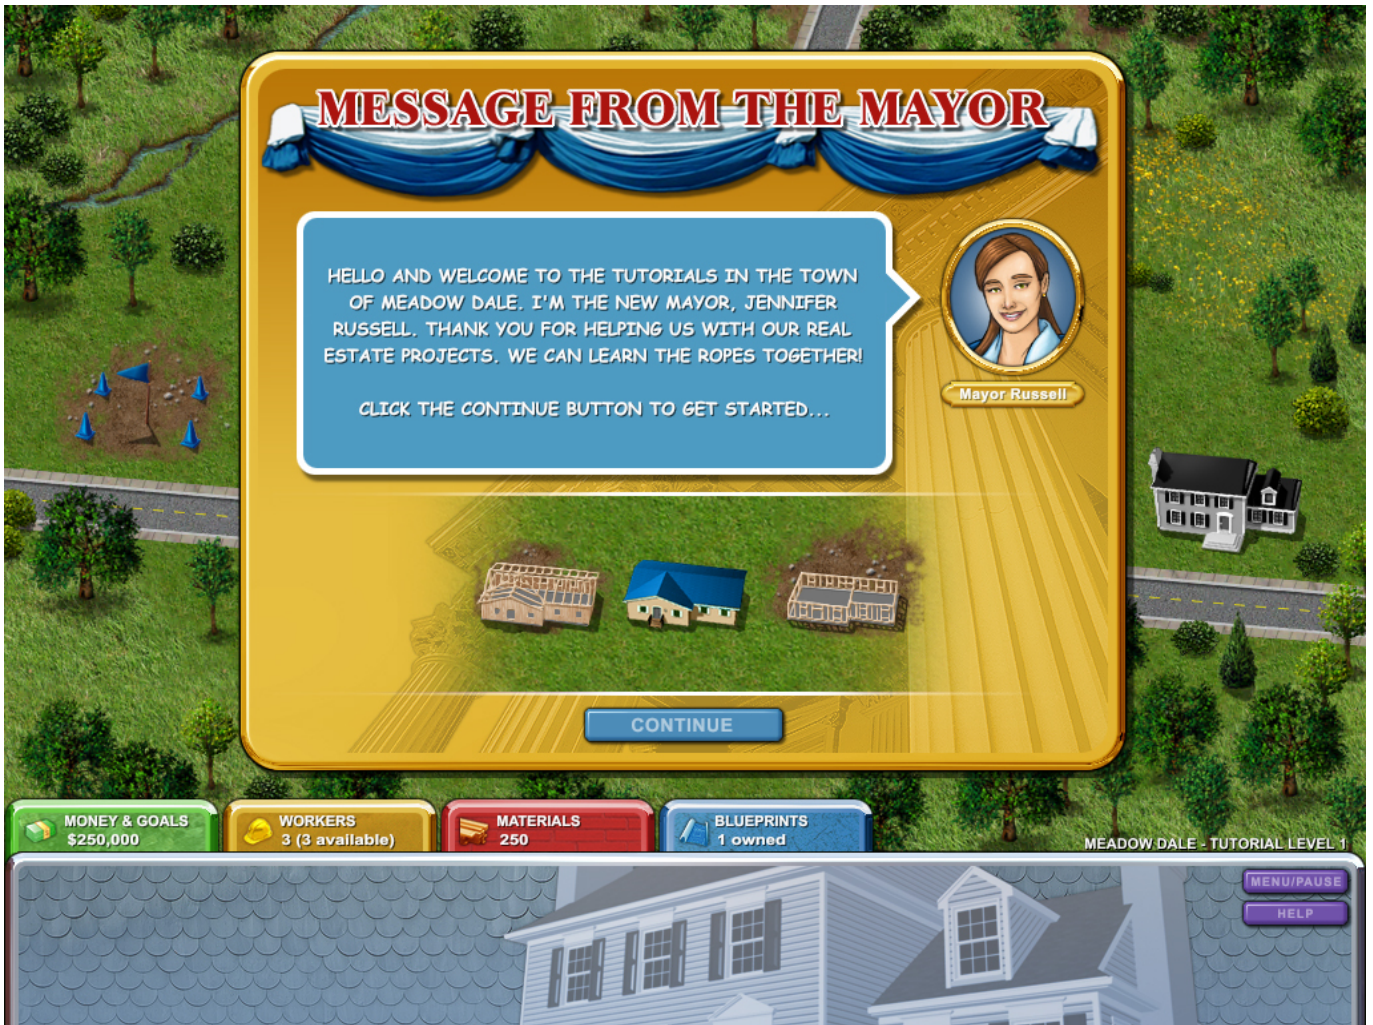 MESSAGE FROM THE MAYOR
HELLO AND WELCOME TO THE TUTORIALS IN THE TOWN
OF MEADOW DALE. I'M THE NEW MAYOR, JENNIFER
RUSSELL. THANK YOU FOR HELPING US WITH OUR REAL
ESTATE PROJECTS. WE CAN LEARN THE ROPES TOGETHER!
CLICK THE CONTINUE BUTTON TO GET STARTED...
Mayor Russell
CONTINUE
MONEY & GOALS
$250,000
WORKERS
3 (3 available)
MATERIALS
250
BLUEPRINTS
1 owned
MEADOW DALE - TUTORIAL LEVEL 1
MENU/PAUSE
HELP